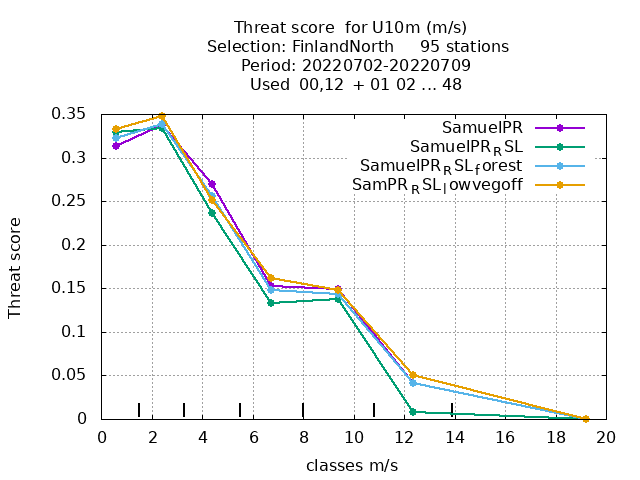 Threat score  for U10m (m/s)
Selection: FinlandNorth     95 stations
Period: 20220702-20220709
Used  00,12  + 01 02 ... 48
0.35
0.3
0.25
0.2
0.15
0.1
0.05
0
Threat score
SamuelPR
SamuelPR_RSL
SamuelPR_RSL_forest
SamPR_RSL_lowvegoff
0 2 4 6 8 10 12 14 16 18 20
classes m/s